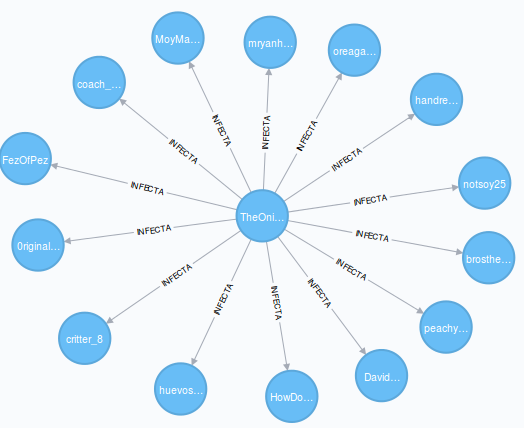 MoyMa...
mryanh...
oreaga...
coach_...
handre...
INFECTA
INFECTA
INFECTA
INFECTA
INFECTA
FezOfPez
notsoy25
INFECTA
INFECTA
TheOni...
0riginal...
INFECTA
INFECTA
brosthe...
INFECTA
INFECTA
critter_8
INFECTA
INFECTA
peachy...
huevos...
HowDo...
David...